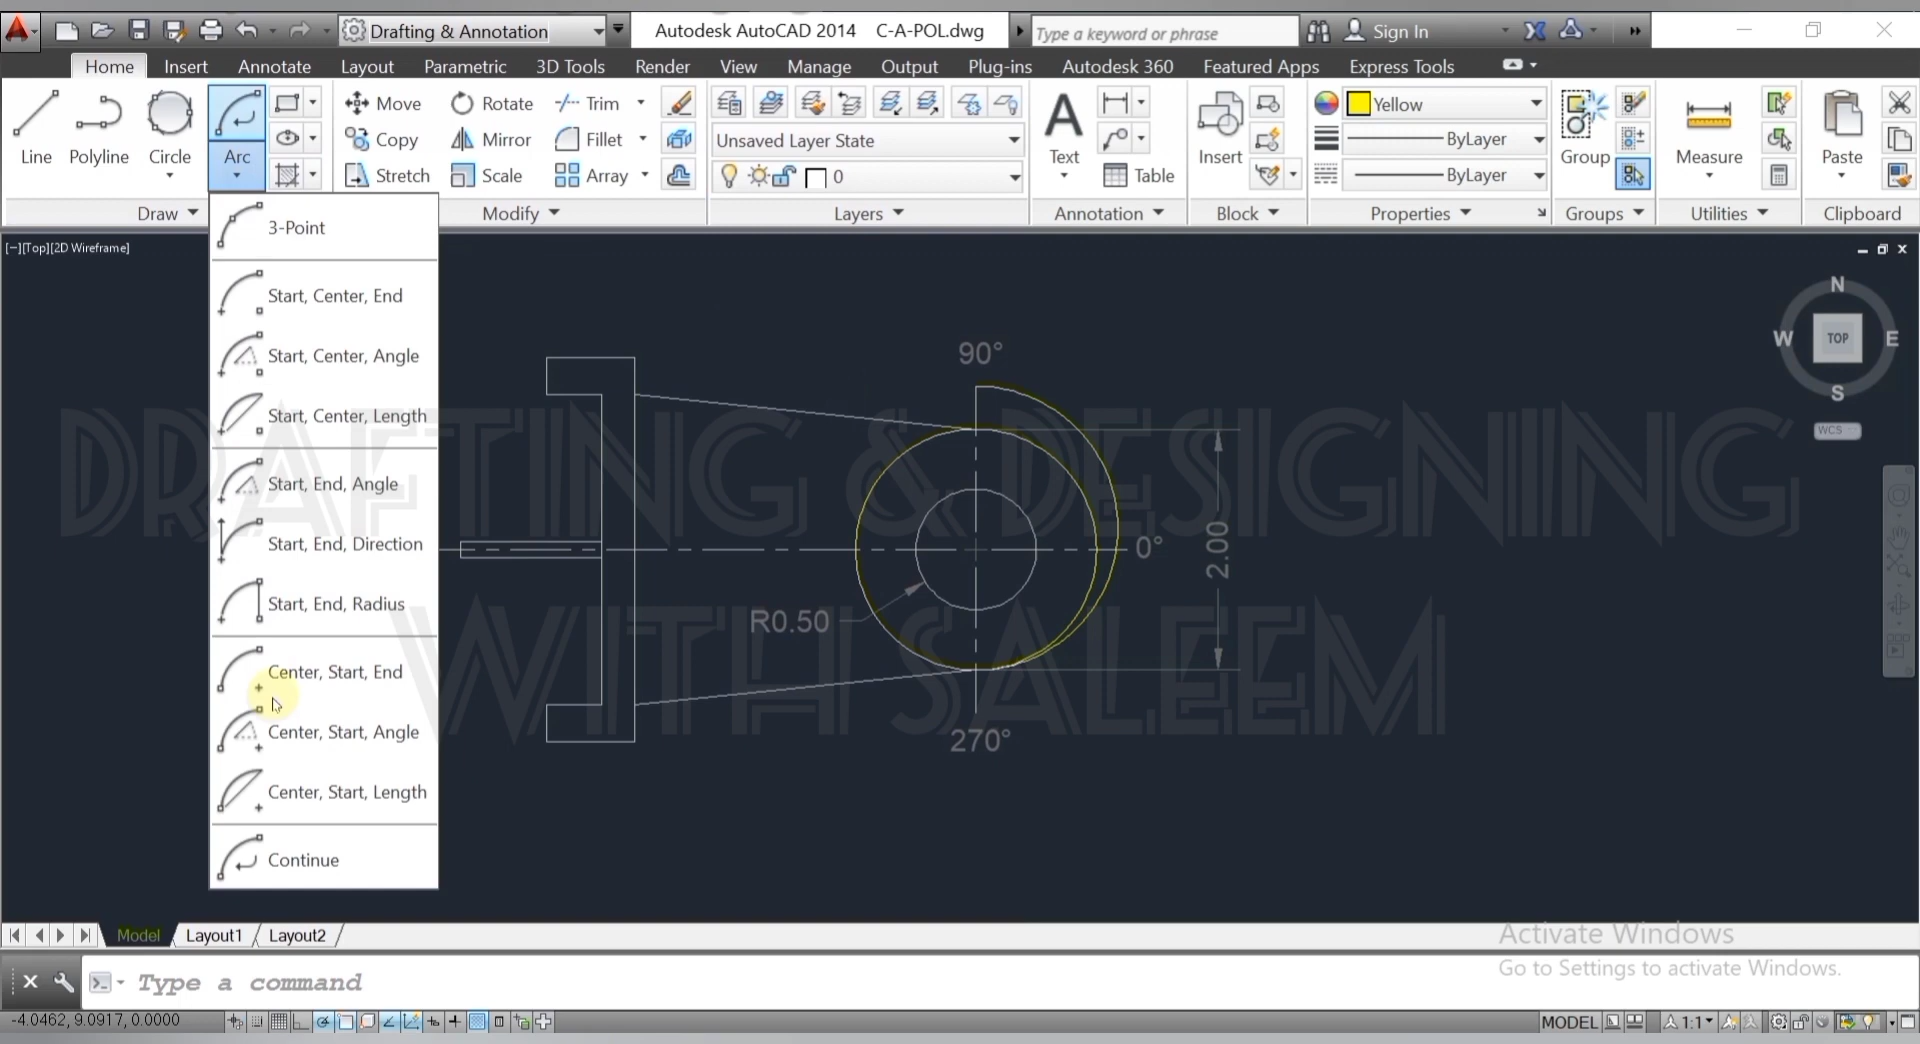 Drafting & Annotation
Autodesk AutoCAD 2014 C-A-POL.dwg
Type a keyword or phrase
Sign In
Home Insert Annotate Layout Parametric 3D Tools Render View Manage Output Plug-ins Autodesk 360 Featured Apps Express Tools
Line Polyline Circle Arc
Move Rotate Trim
Copy Mirror Fillet
Stretch Scale Array
Unsaved Layer State
0
Text Table
Insert
Yellow
ByLayer
ByLayer
Group Measure Paste
Draw Modify Layers Annotation Block Properties Groups Utilities Clipboard
[−][Top][2D Wireframe]
3-Point
Start, Center, End
Start, Center, Angle
Start, Center, Length
Start, End, Angle
Start, End, Direction
Start, End, Radius
Center, Start, End
Center, Start, Angle
Center, Start, Length
Continue
N
W TOP E
S
WCS
90°
0°
2.00
R0.50
270°
DRAFTING & DESIGNING
WITH SALEEM
Model Layout1 Layout2
Activate Windows
Go to Settings to activate Windows.
Type a command
-4.0462, 9.0917, 0.0000
MODEL 1:1